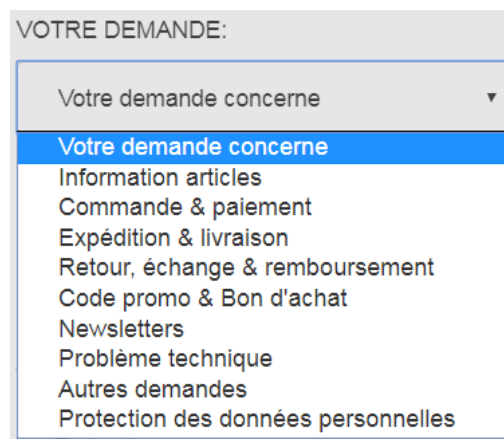 VOTRE DEMANDE:
Votre demande concerne
Votre demande concerne
Information articles
Commande & paiement
Expédition & livraison
Retour, échange & remboursement
Code promo & Bon d'achat
Newsletters
Problème technique
Autres demandes
Protection des données personnelles